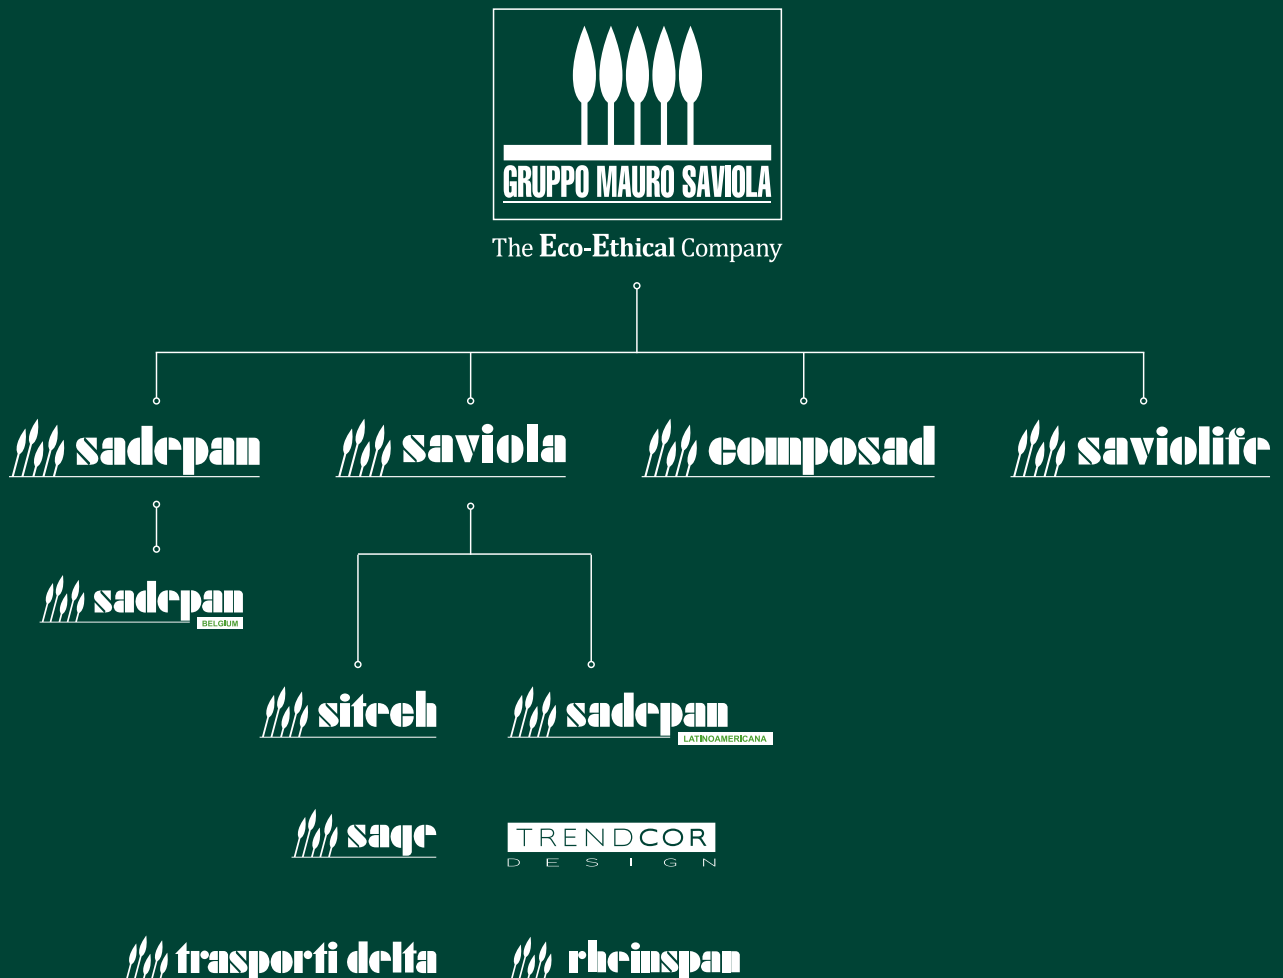 GRUPPO MAURO SAVIOLA
The Eco-Ethical Company
sadepan
saviola
composad
saviolife
sadepan
BELGIUM
sitech
sadepan
LATINOAMERICANA
sage
TRENDCOR
DESIGN
trasporti delta
rheinspan